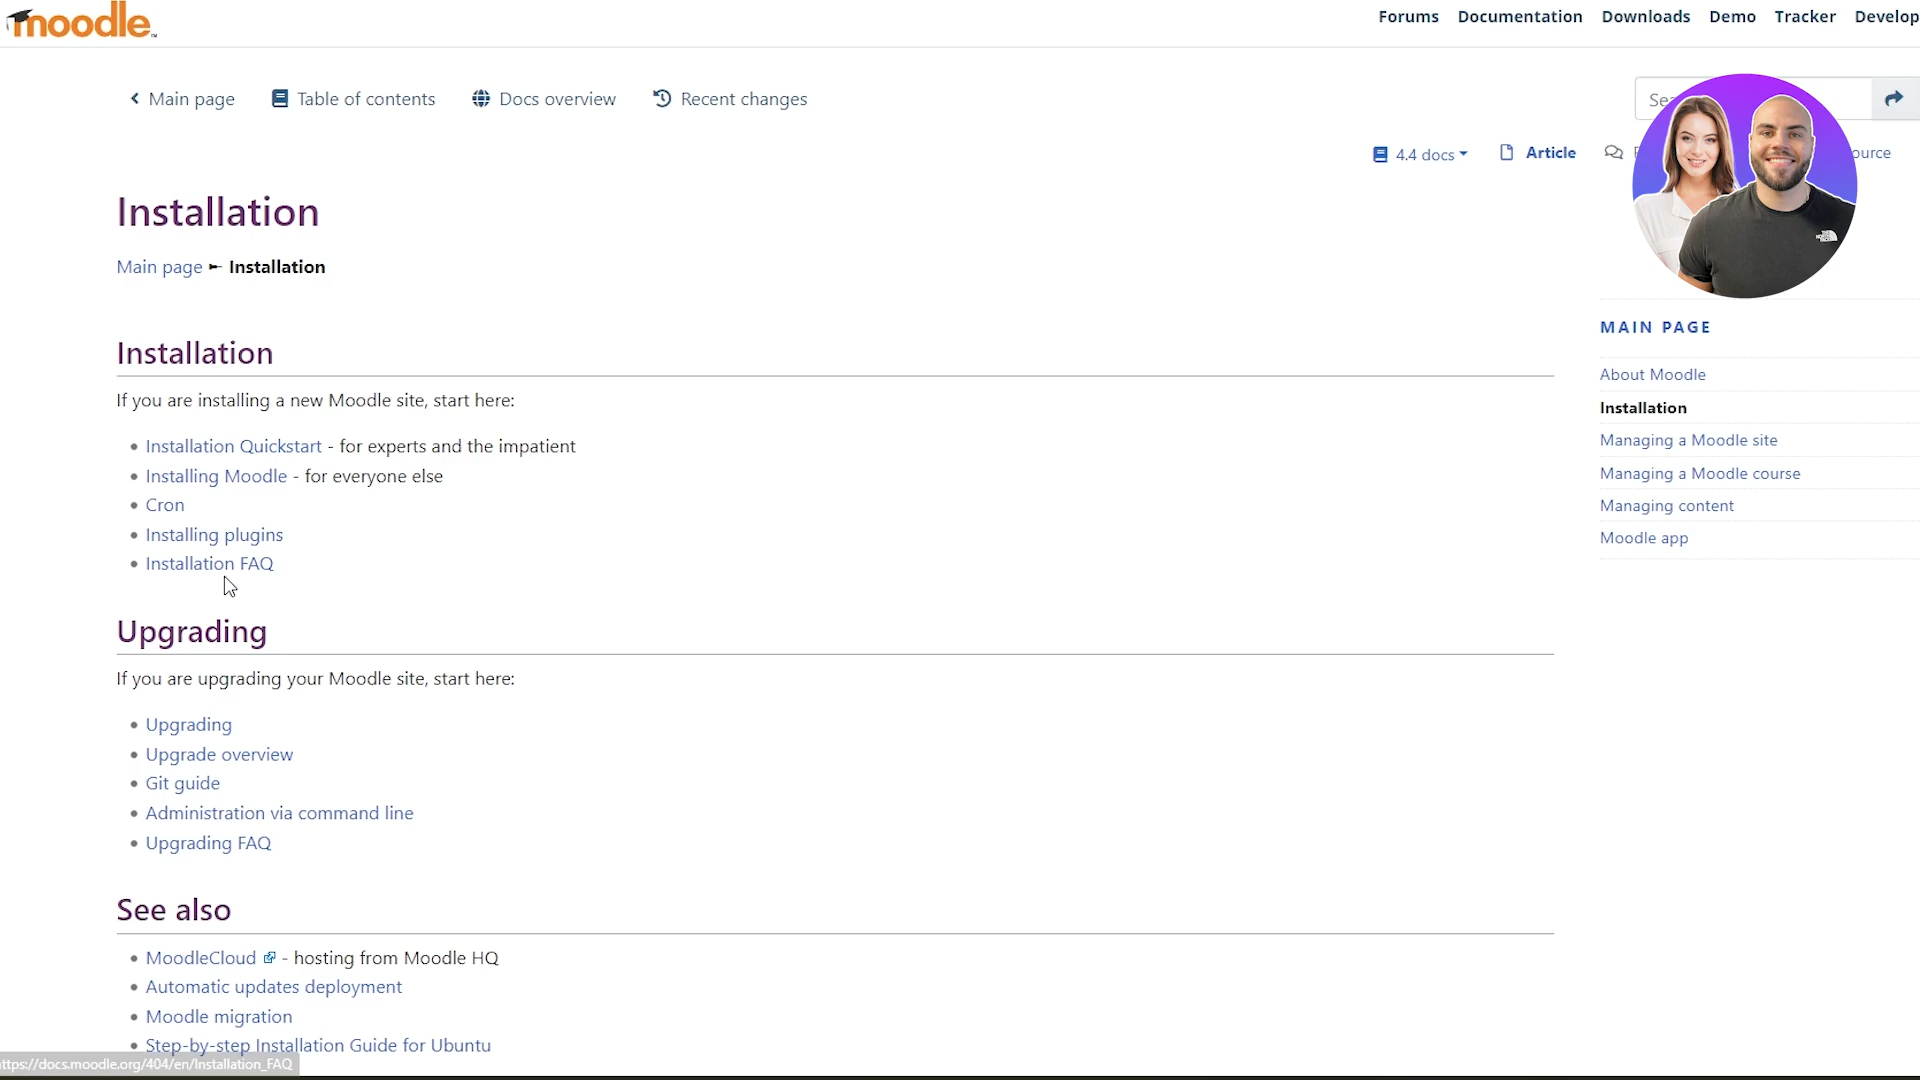 moodle
Forums Documentation Downloads Demo Tracker Develop
Main page Table of contents Docs overview Recent changes
4.4 docs Article ource
Installation
Main page ► Installation
Installation
If you are installing a new Moodle site, start here:
Installation Quickstart - for experts and the impatient
Installing Moodle - for everyone else
Cron
Installing plugins
Installation FAQ
Upgrading
If you are upgrading your Moodle site, start here:
Upgrading
Upgrade overview
Git guide
Administration via command line
Upgrading FAQ
See also
MoodleCloud - hosting from Moodle HQ
Automatic updates deployment
Moodle migration
Step-by-step Installation Guide for Ubuntu
ttps://docs.moodle.org/404/en/Installation_FAQ
MAIN PAGE
About Moodle
Installation
Managing a Moodle site
Managing a Moodle course
Managing content
Moodle app